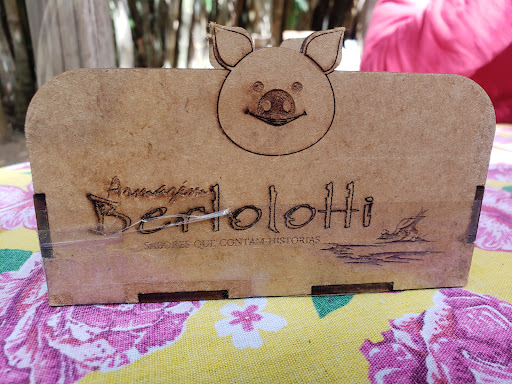 Armazém
Bertolotti
SABORES QUE CONTAM HISTÓRIAS